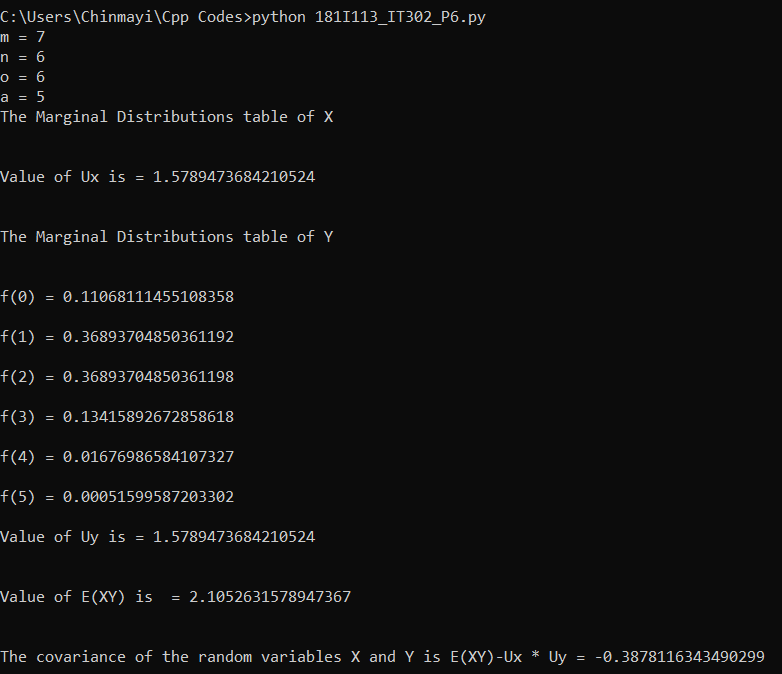 C:\Users\Chinmayi\Cpp Codes>python 181I113_IT302_P6.py
m = 7
n = 6
o = 6
a = 5
The Marginal Distributions table of X
Value of Ux is = 1.5789473684210524
The Marginal Distributions table of Y
f(0) = 0.11068111455108358
f(1) = 0.36893704850361192
f(2) = 0.36893704850361198
f(3) = 0.13415892672858618
f(4) = 0.01676986584107327
f(5) = 0.00051599587203302
Value of Uy is = 1.5789473684210524
Value of E(XY) is  = 2.1052631578947367
The covariance of the random variables X and Y is E(XY)-Ux * Uy = -0.3878116343490299